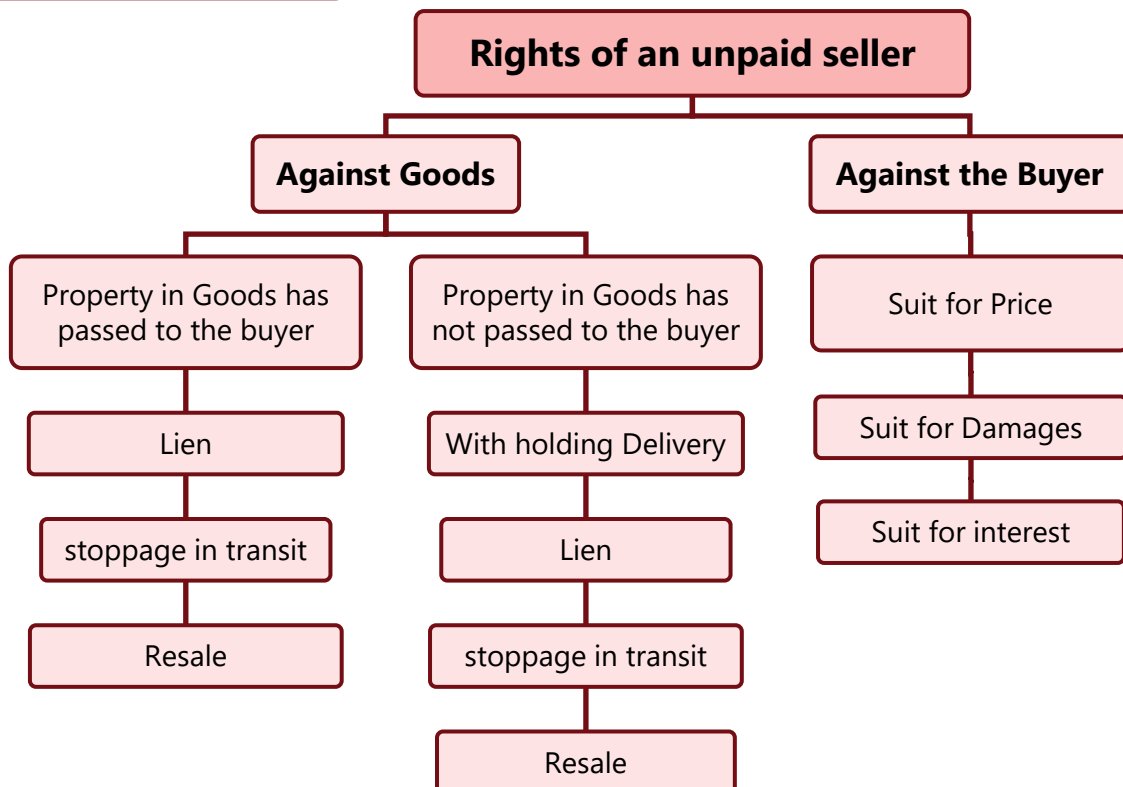 Rights of an unpaid seller
Against Goods
Against the Buyer
Property in Goods has
passed to the buyer
Property in Goods has
not passed to the buyer
Suit for Price
Lien
With holding Delivery
Suit for Damages
stoppage in transit
Lien
Suit for interest
Resale
stoppage in transit
Resale